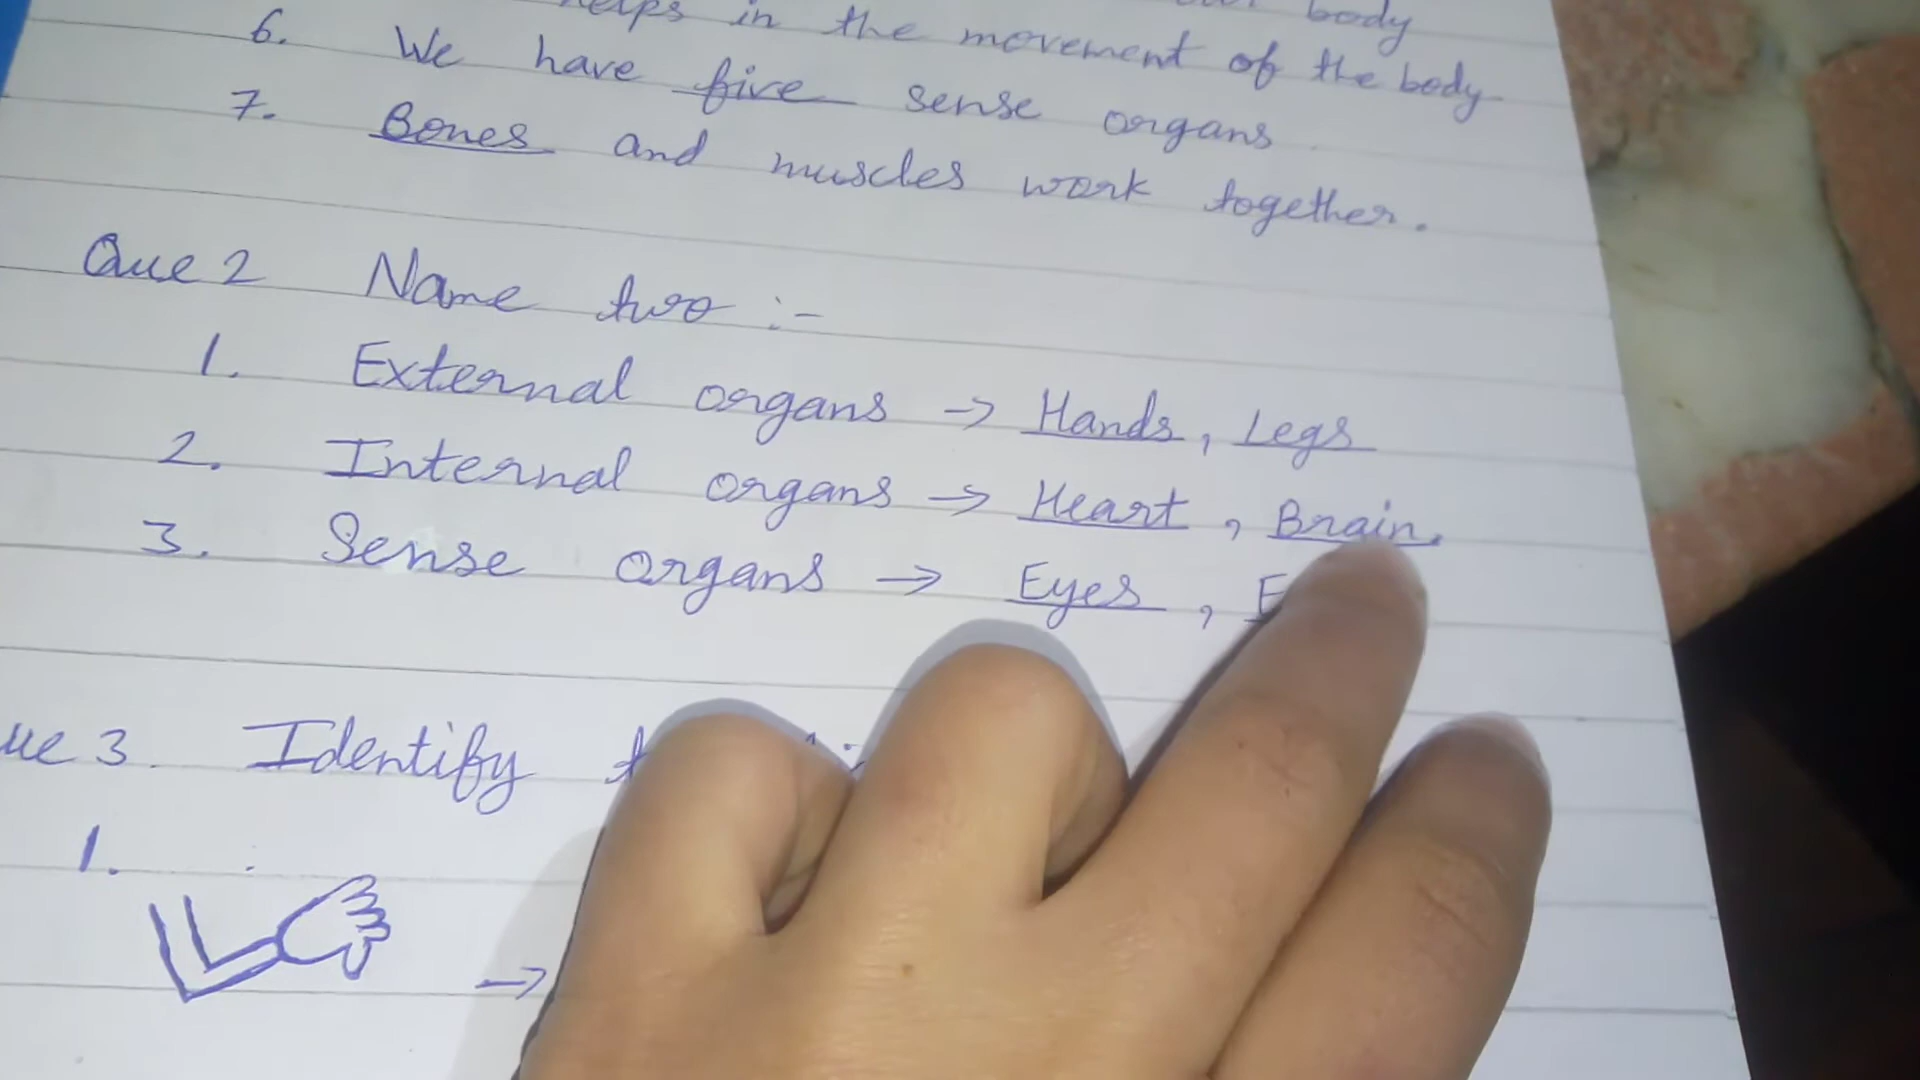 helps in the movement of the body
body
6. We have five sense organs
7. Bones and muscles work together.
Que 2 Name two :-
1. External organs → Hands, Legs
2. Internal organs → Heart, Brain.
3. Sense organs → Eyes,
ue 3. Identify
1.
→